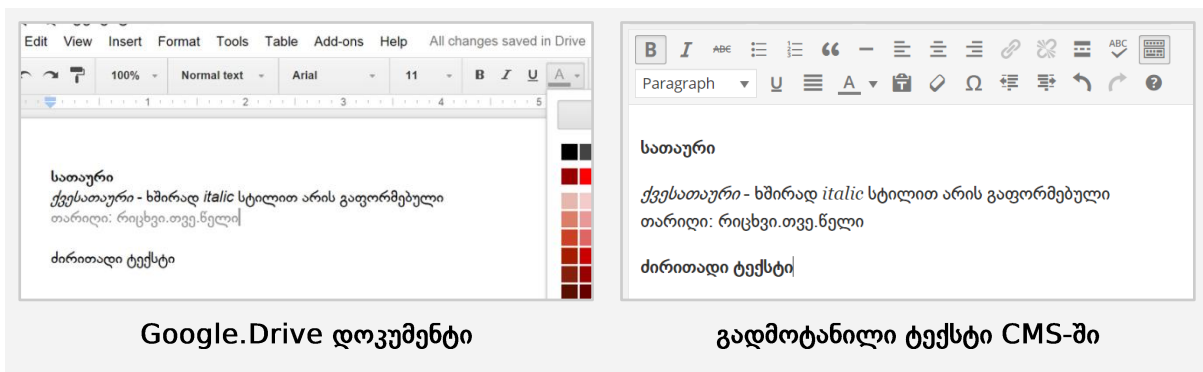 Edit View Insert Format Tools Table Add-ons Help All changes saved in Drive
100% Normal text Arial 11 B I U A
1 2 3 4 5
სათაური
ქვესათაური - ხშირად italic სტილით არის გაფორმებული
თარიღი: რიცხვი.თვე.წელი
ძირითადი ტექსტი
Google.Drive დოკუმენტი
B I ABE ABC
Paragraph U A Ω
სათაური
ქვესათაური - ხშირად italic სტილით არის გაფორმებული
თარიღი: რიცხვი.თვე.წელი
ძირითადი ტექსტი
გადმოტანილი ტექსტი CMS-ში